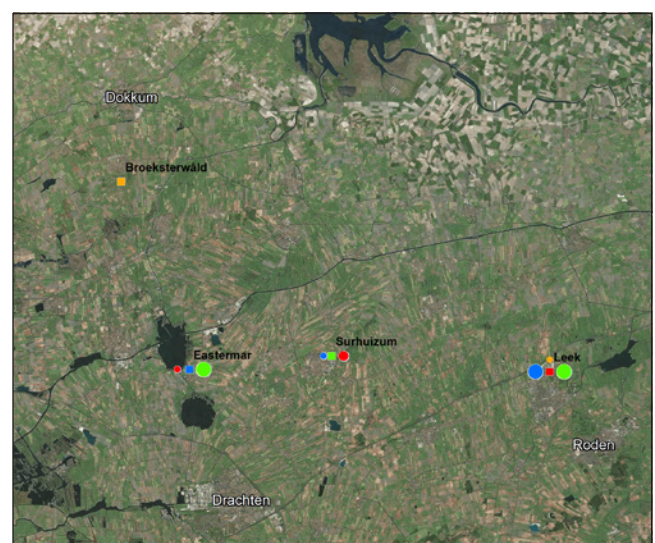 Dokkum
Broeksterwâld
Surhuizum
Eastermar
Leek
Roden
Drachten